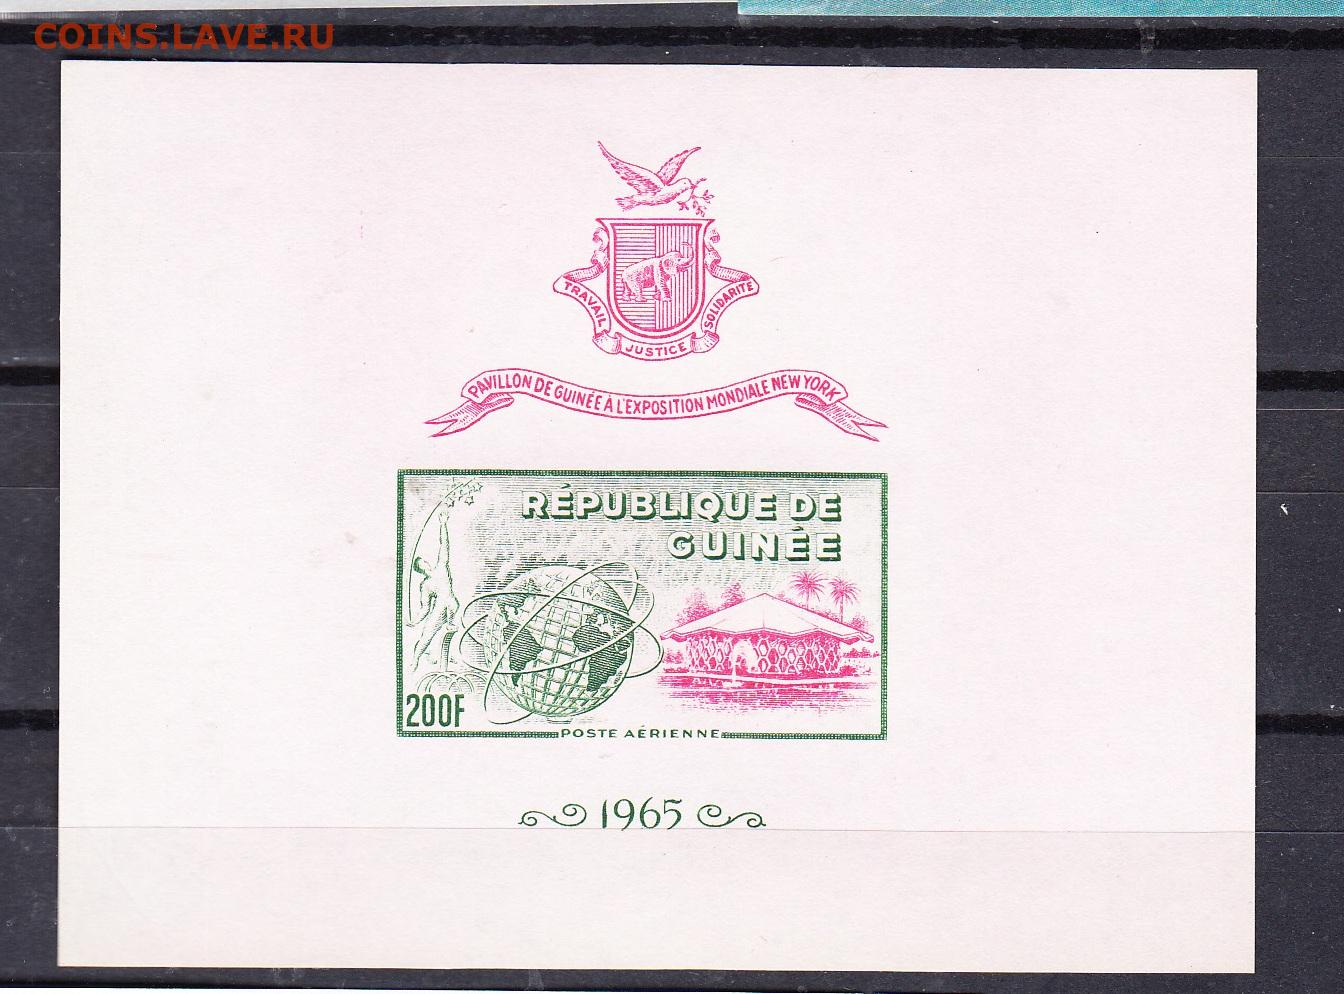 COINS.LAVE.RU
TRAVAIL
JUSTICE
SOLIDARITE
PAVILLON DE GUINÉE À L'EXPOSITION MONDIALE NEW YORK
RÉPUBLIQUE DE
GUINÉE
200F
POSTE AÉRIENNE
1965